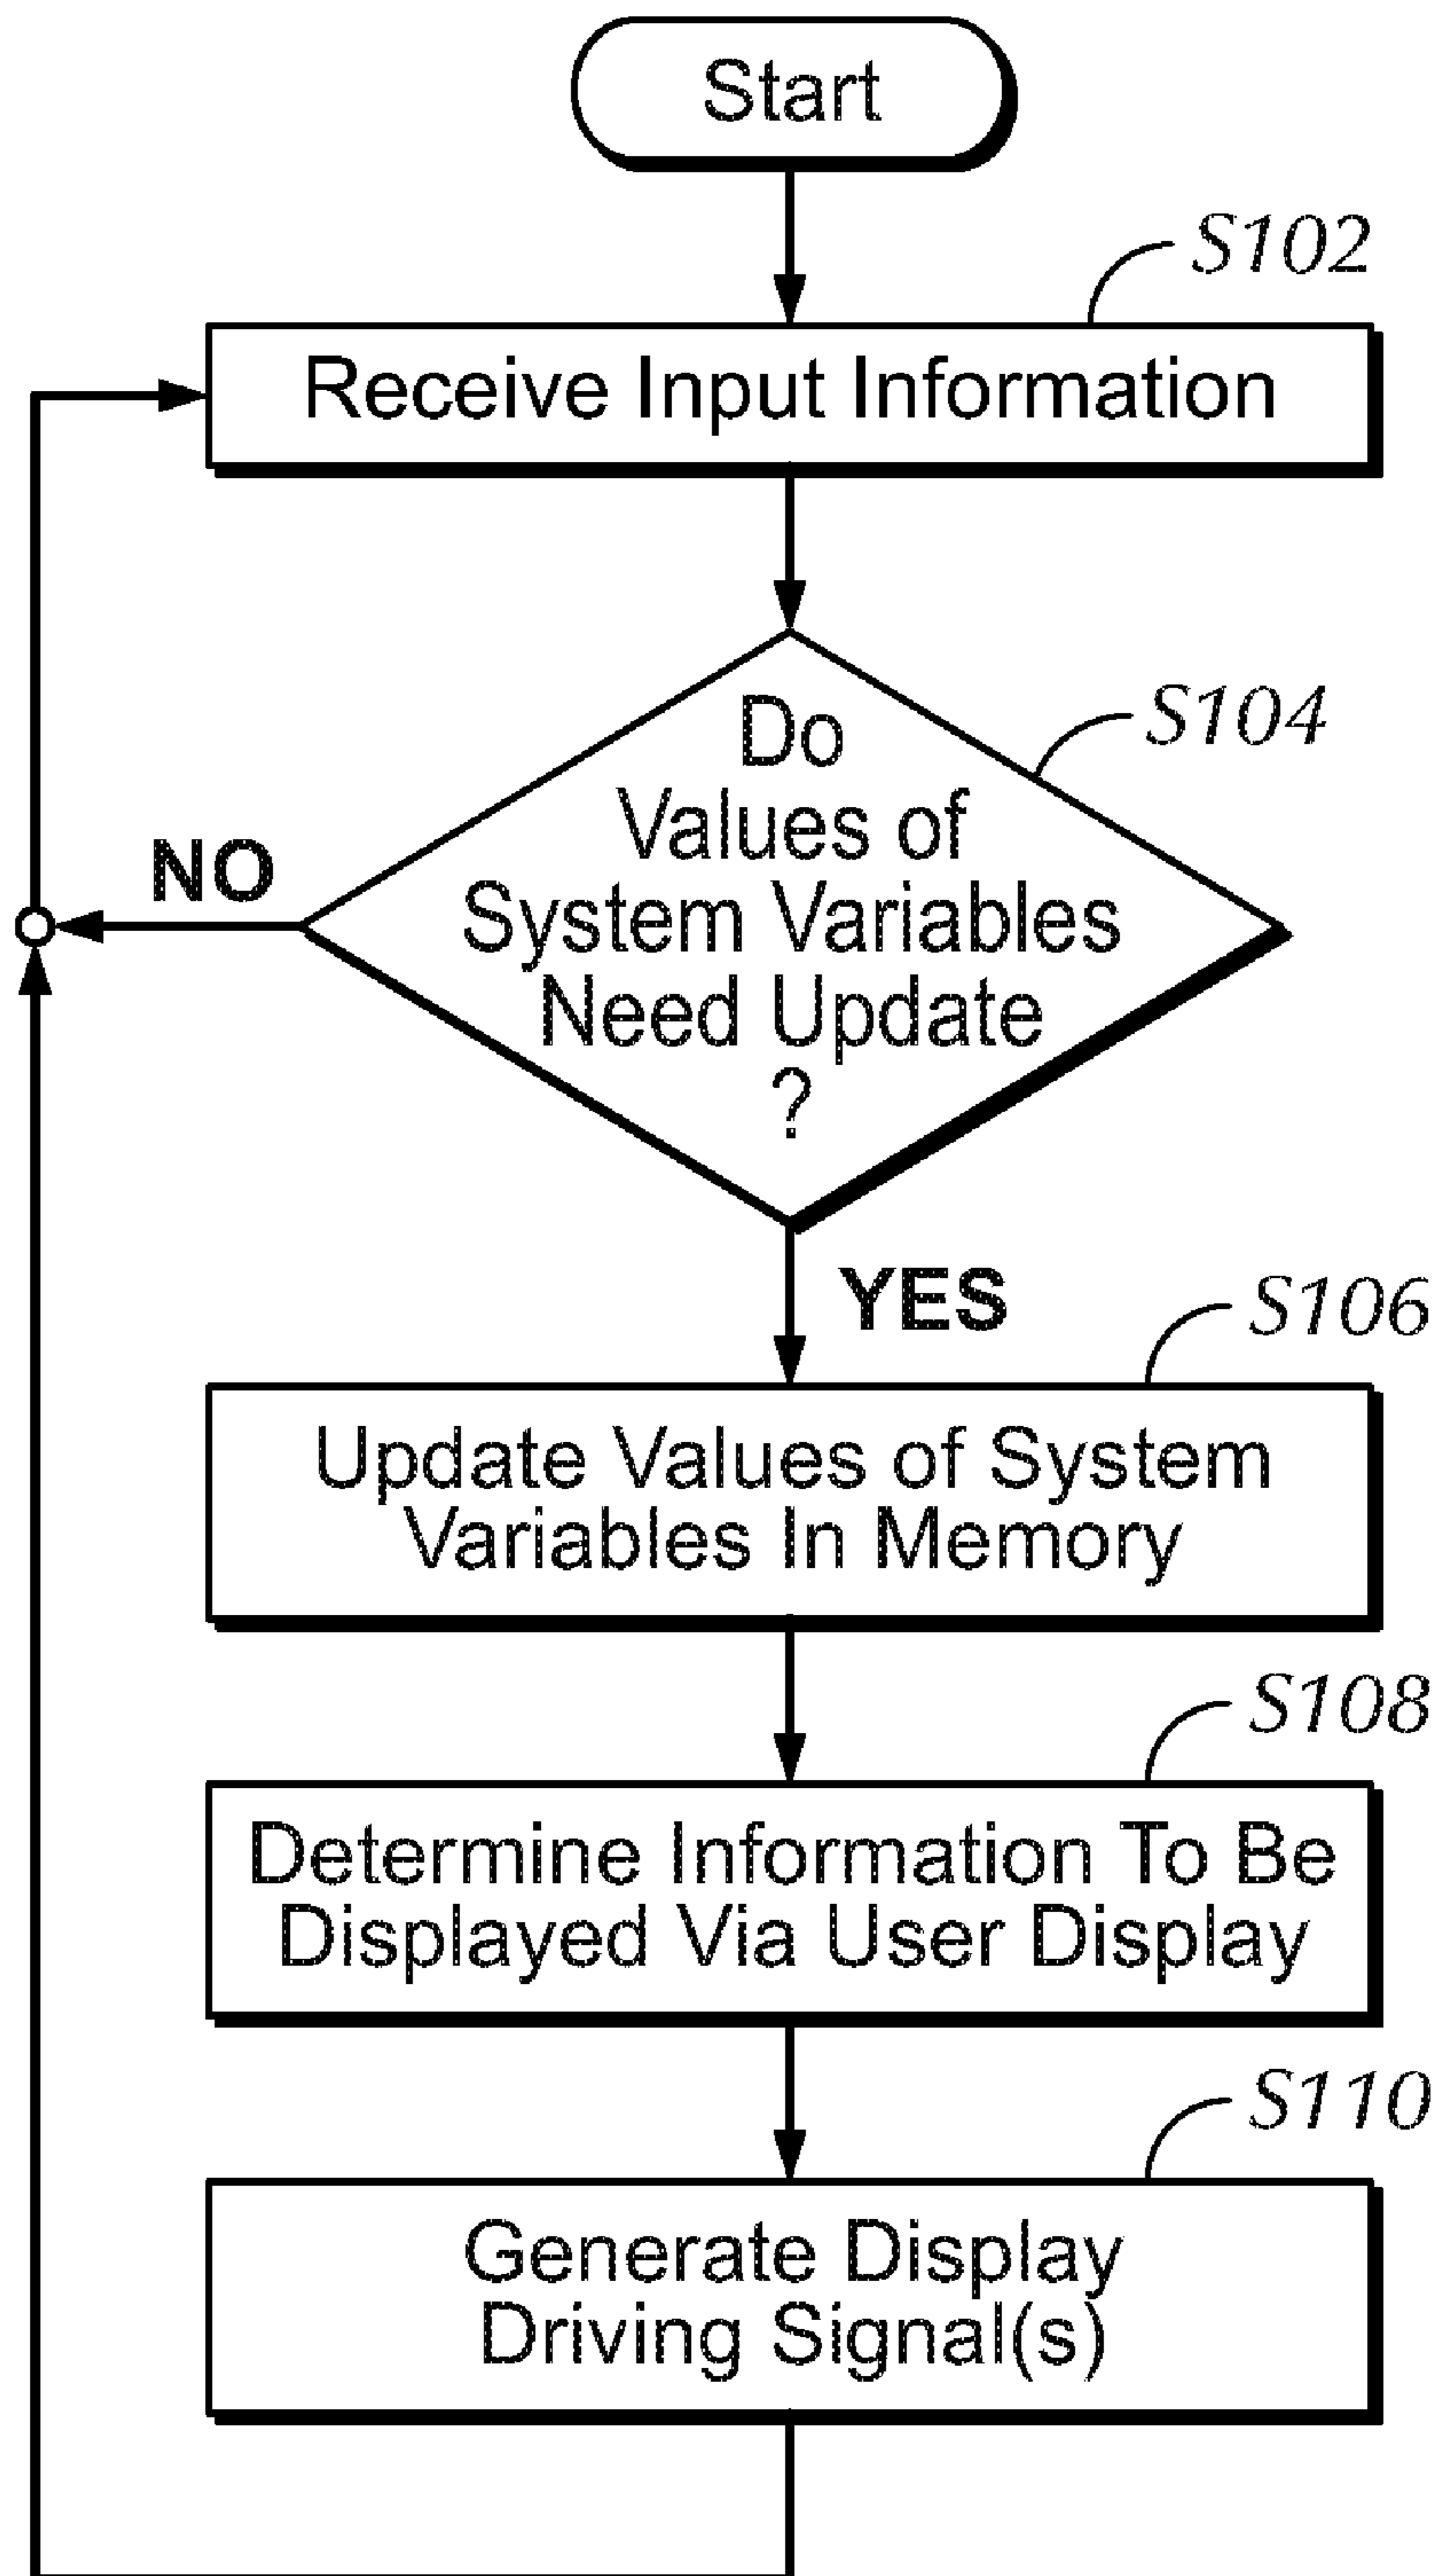 Start
S102
Receive Input Information
S104
Do
Values of
System Variables
Need Update
?
NO
YES
S106
Update Values of System
Variables In Memory
S108
Determine Information To Be
Displayed Via User Display
S110
Generate Display
Driving Signal(s)